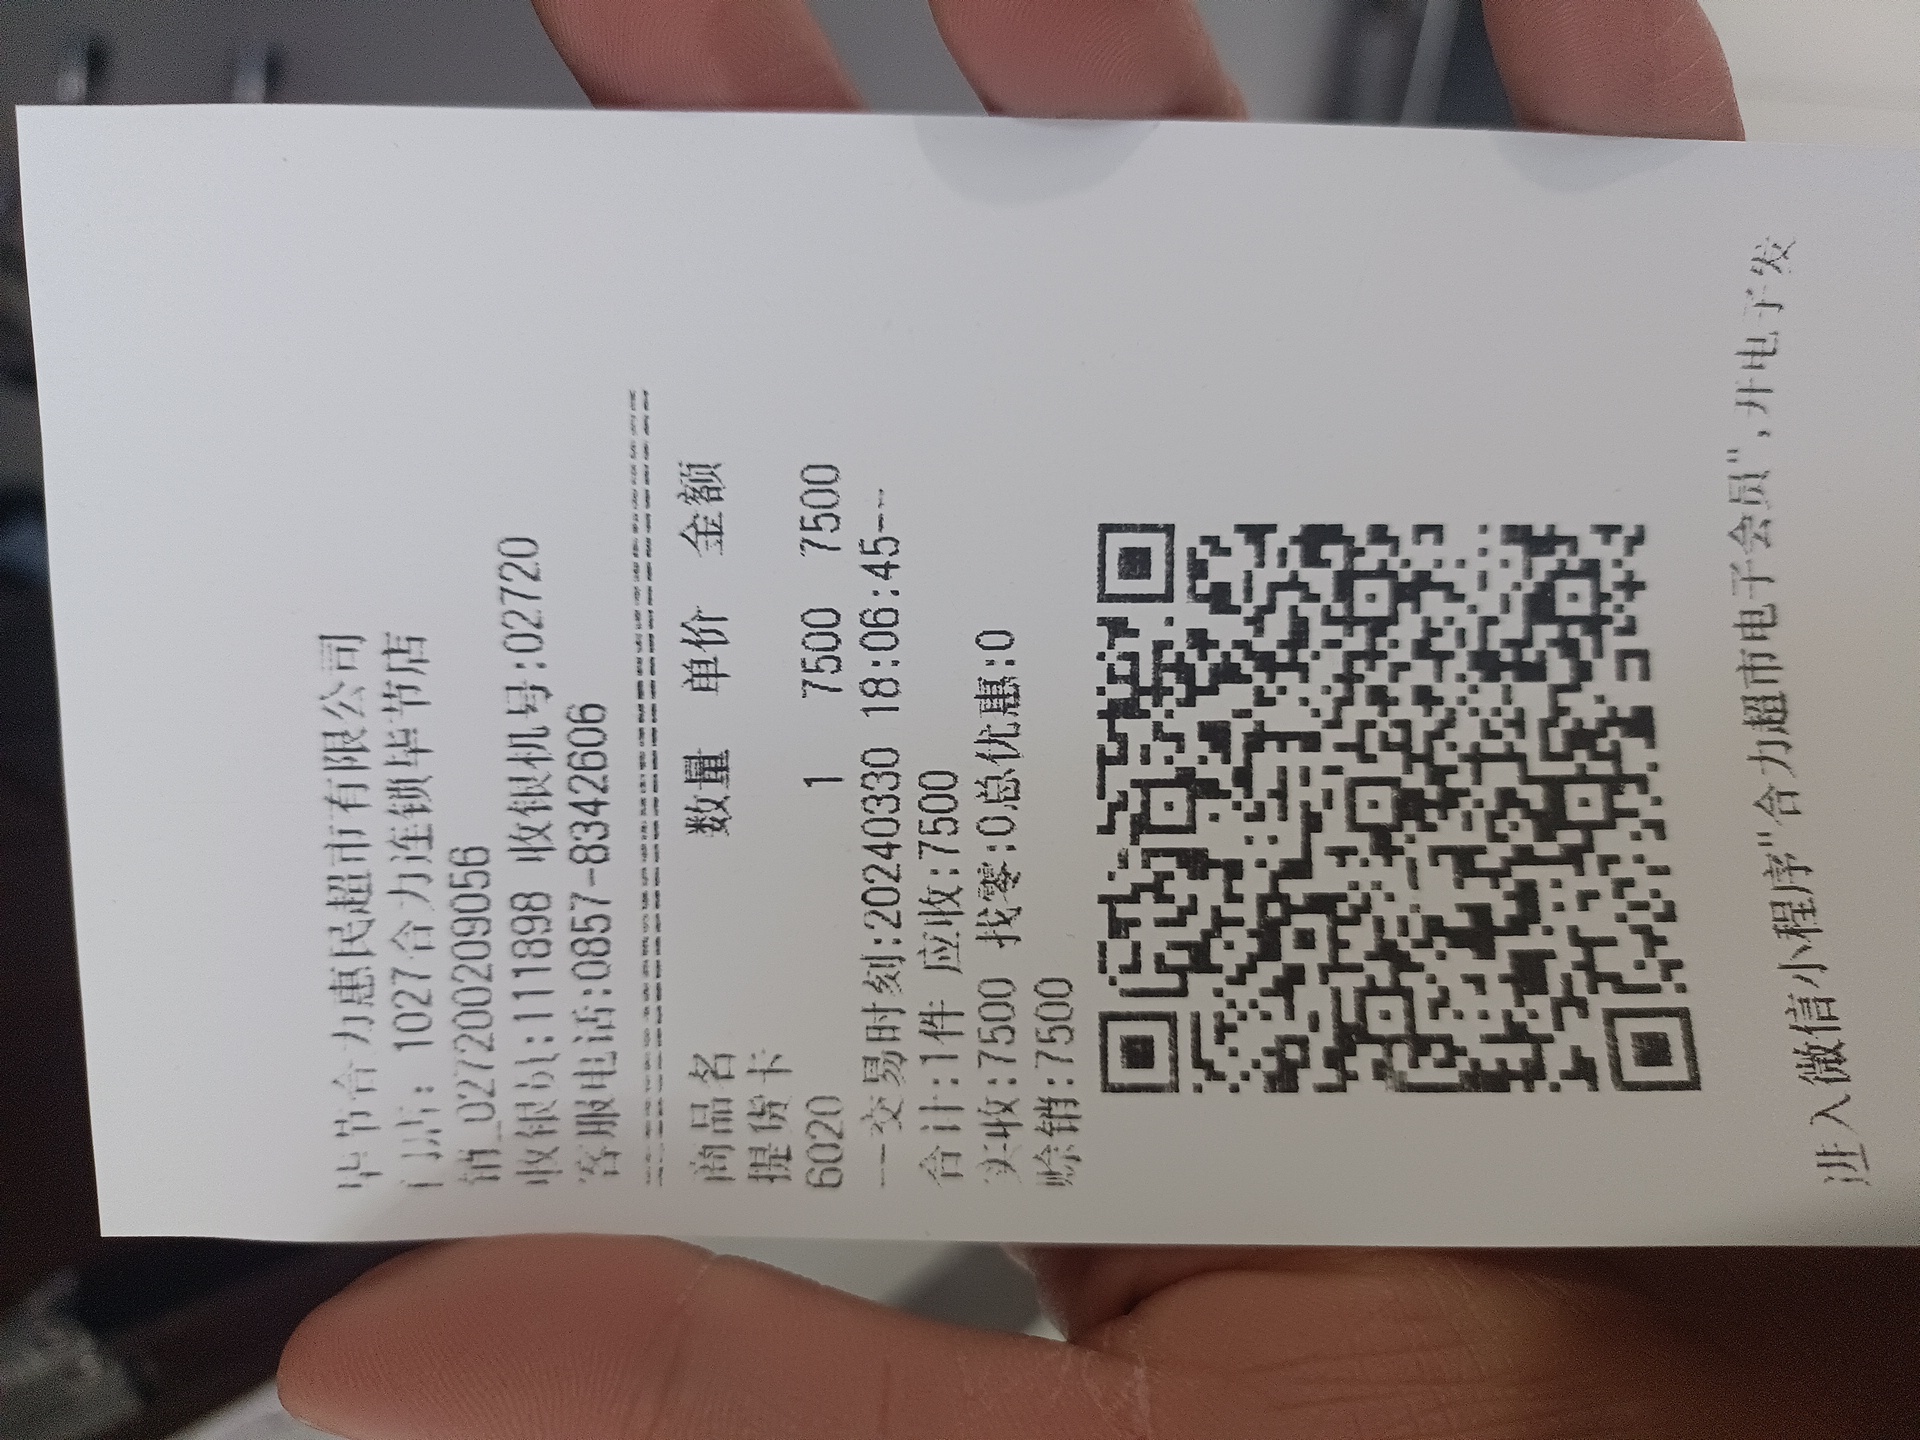 毕节合力惠民超市有限公司
门店: 1027合力连锁毕节店
销_0272000209056
收银员:111898 收银机号:02720
客服电话:0857-8342606
商品名 数量 单价 金额
提货卡
6020 1 7500 7500
--交易时刻:20240330 18:06:45--
合计:1件 应收:7500
实收:7500 找零:0总优惠:0
赊销:7500
进入微信小程序"合力超市电子会员",开电子发